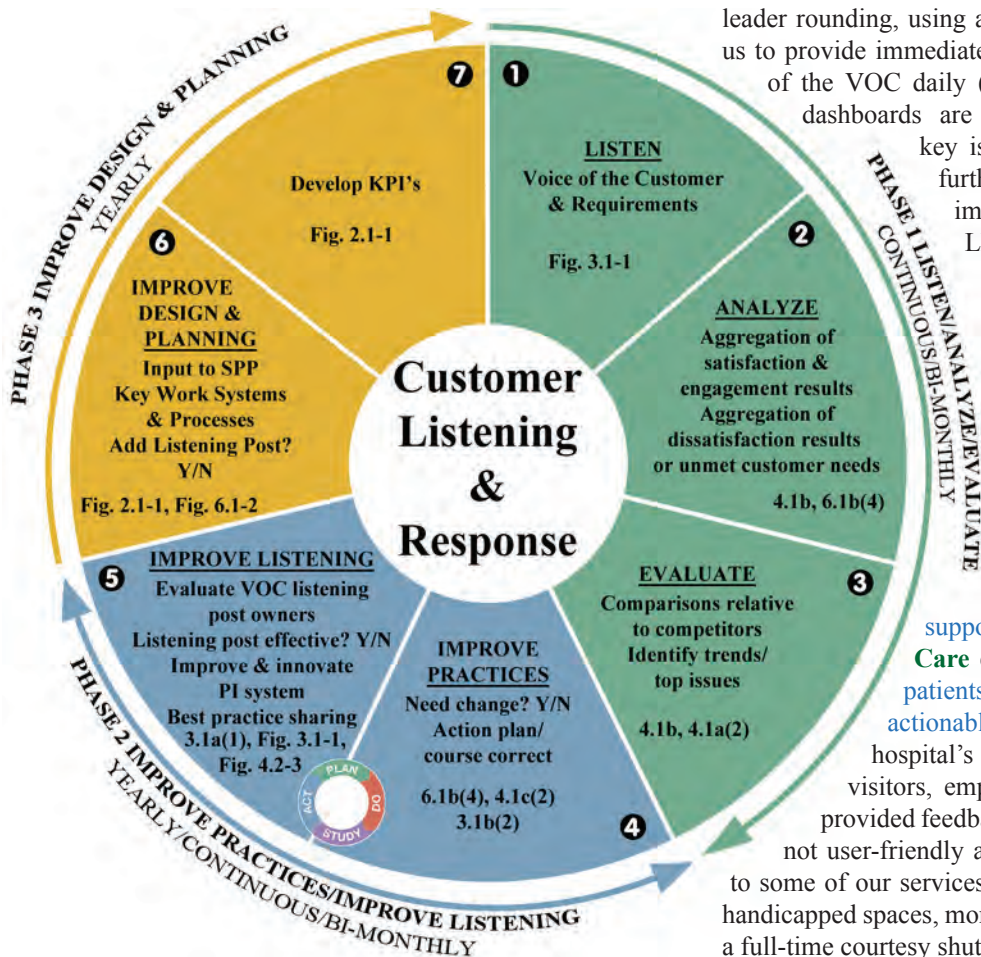 PHASE 3 IMPROVE DESIGN & PLANNING
YEARLY
PHASE 1 LISTEN/ANALYZE/EVALUATE
CONTINUOUS/BI-MONTHLY
PHASE 2 IMPROVE PRACTICES/IMPROVE LISTENING
YEARLY/CONTINUOUS/BI-MONTHLY
Customer
Listening
&
Response
1
LISTEN
Voice of the Customer
& Requirements
Fig. 3.1-1
2
ANALYZE
Aggregation of
satisfaction &
engagement results
Aggregation of
dissatisfaction results
or unmet customer needs
4.1b, 6.1b(4)
3
EVALUATE
Comparisons relative
to competitors
Identify trends/
top issues
4.1b, 4.1a(2)
4
IMPROVE
PRACTICES
Need change? Y/N
Action plan/
course correct
6.1b(4), 4.1c(2)
3.1b(2)
5
IMPROVE LISTENING
Evaluate VOC listening
post owners
Listening post effective? Y/N
Improve & innovate
PI system
Best practice sharing
3.1a(1), Fig. 3.1-1,
Fig. 4.2-3
PLAN
DO
STUDY
ACT
6
IMPROVE
DESIGN &
PLANNING
Input to SPP
Key Work Systems
& Processes
Add Listening Post?
Y/N
Fig. 2.1-1, Fig. 6.1-2
7
Develop KPI's
Fig. 2.1-1
leader rounding, using a
us to provide immediate
of the VOC daily (
dashboards are
key is
furth
im
L
suppo
Care
patients
actionabl
hospital's
visitors, emp
provided feedba
not user-friendly a
to some of our services
handicapped spaces, mor
a full-time courtesy shut